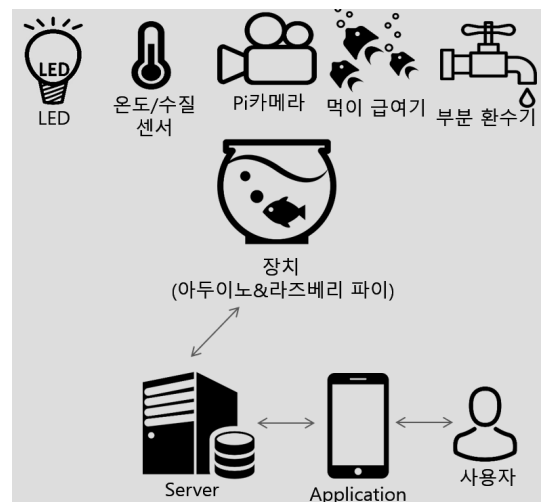 LED
LED
온도/수질
센서
Pi카메라
먹이 급여기
부분 환수기
장치
(아두이노&라즈베리 파이)
Server
Application
사용자